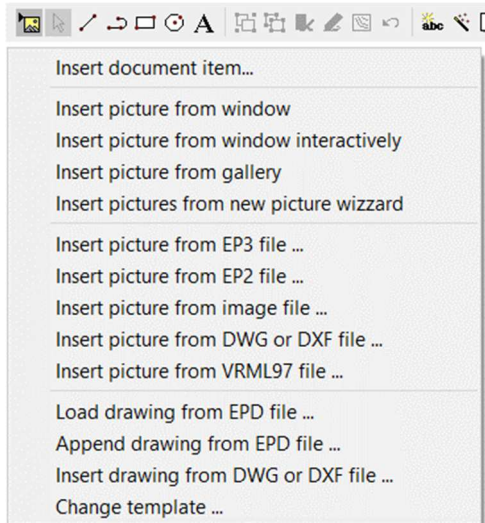 A
abc
Insert document item...
Insert picture from window
Insert picture from window interactively
Insert picture from gallery
Insert pictures from new picture wizzard
Insert picture from EP3 file ...
Insert picture from EP2 file ...
Insert picture from image file ...
Insert picture from DWG or DXF file ...
Insert picture from VRML97 file ...
Load drawing from EPD file ...
Append drawing from EPD file ...
Insert drawing from DWG or DXF file ...
Change template ...